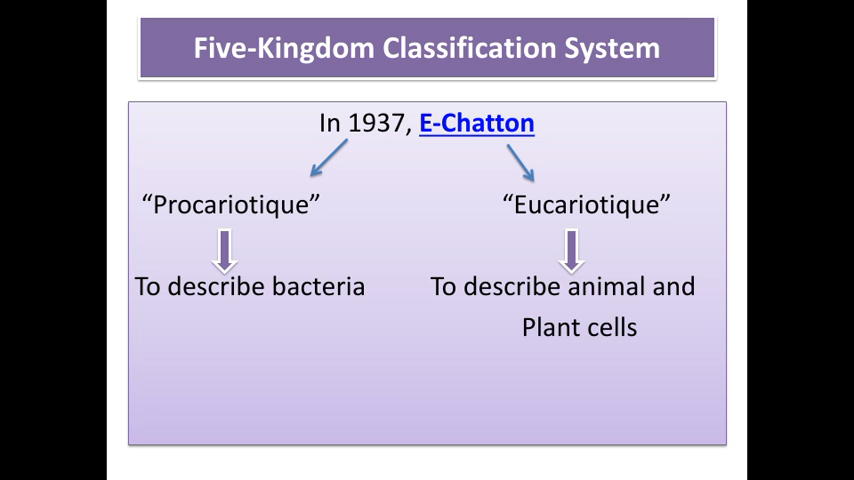 Five-Kingdom Classification System
In 1937, E-Chatton
“Procariotique”
“Eucariotique”
To describe bacteria
To describe animal and
Plant cells